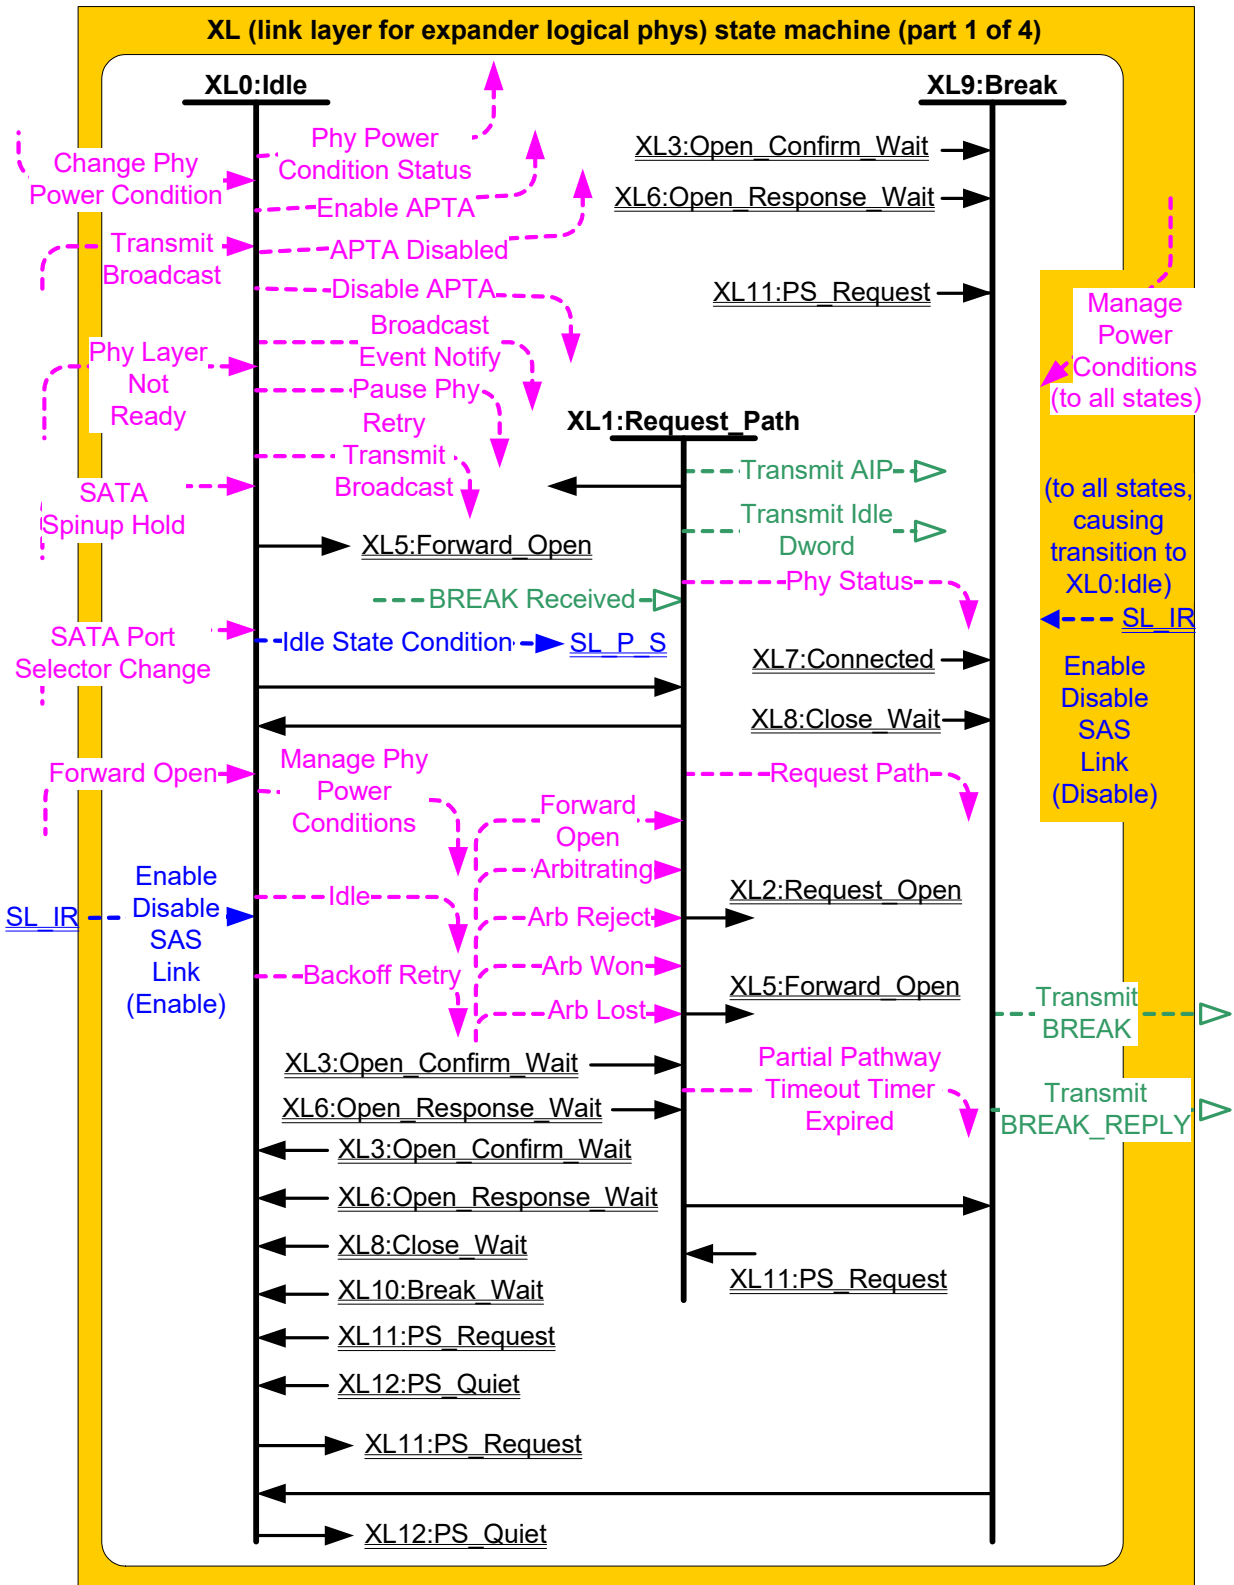 XL (link layer for expander logical phys) state machine (part 1 of 4)
XL0:Idle
XL9:Break
Change Phy
Power Condition
Phy Power
Condition Status
Enable APTA
Transmit
Broadcast
APTA Disabled
Disable APTA
Broadcast
Event Notify
Phy Layer
Not
Ready
Pause Phy
Retry
Transmit
Broadcast
SATA
Spinup Hold
XL5:Forward_Open
BREAK Received
SATA Port
Selector Change
Idle State Condition
SL_P_S
Forward Open
Manage Phy
Power
Conditions
SL_IR
Enable
Disable
SAS
Link
(Enable)
Idle
Backoff Retry
XL3:Open_Confirm_Wait
XL6:Open_Response_Wait
XL3:Open_Confirm_Wait
XL6:Open_Response_Wait
XL8:Close_Wait
XL10:Break_Wait
XL11:PS_Request
XL12:PS_Quiet
XL11:PS_Request
XL12:PS_Quiet
XL1:Request_Path
Transmit AIP
Transmit Idle
Dword
Phy Status
Request Path
Forward
Open
Arbitrating
Arb Reject
Arb Won
Arb Lost
XL2:Request_Open
XL5:Forward_Open
Partial Pathway
Timeout Timer
Expired
XL11:PS_Request
XL3:Open_Confirm_Wait
XL6:Open_Response_Wait
XL11:PS_Request
XL7:Connected
XL8:Close_Wait
Manage
Power
Conditions
(to all states)
(to all states,
causing
transition to
XL0:Idle)
SL_IR
Enable
Disable
SAS
Link
(Disable)
Transmit
BREAK
Transmit
BREAK_REPLY